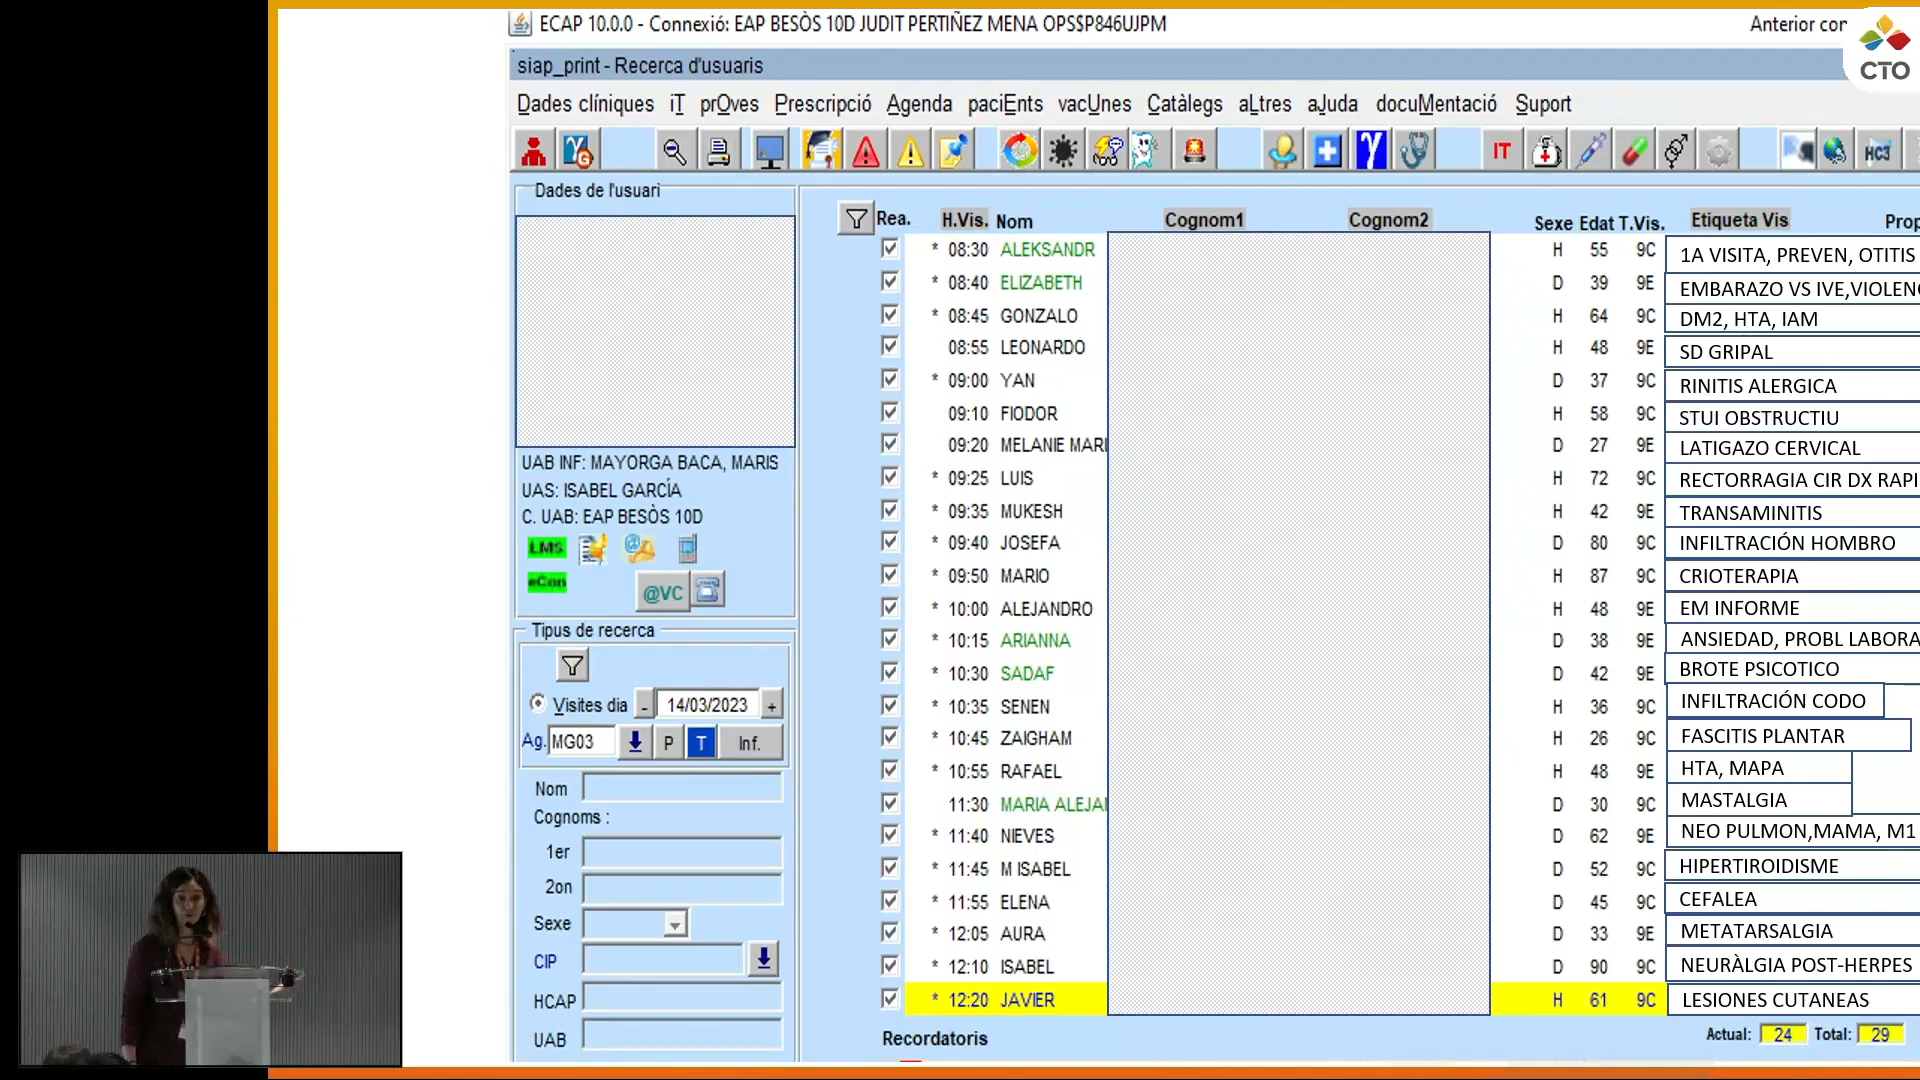 ECAP 10.0.0 - Connexió: EAP BESÒS 10D JUDIT PERTIÑEZ MENA OPS$P846UJPM
Anterior con
CTO
siap_print - Recerca d'usuaris
Dades clíniques iT prOves Prescripció Agenda paciEnts vacUnes Catàlegs aLtres aJuda docuMentació Suport
IT
HC3
Dades de l'usuari
UAB INF: MAYORGA BACA, MARIS
UAS: ISABEL GARCÍA
C. UAB: EAP BESÒS 10D
LMS
eCon
@VC
Tipus de recerca
Visites dia - 14/03/2023 +
Ag. MG03 P T Inf.
Nom
Cognoms :
1er
2on
Sexe
CIP
HCAP
UAB
Rea. H.Vis. Nom Cognom1 Cognom2 Sexe Edat T.Vis. Etiqueta Vis Prop
* 08:30 ALEKSANDR H 55 9C 1A VISITA, PREVEN, OTITIS
* 08:40 ELIZABETH D 39 9E EMBARAZO VS IVE,VIOLENC
* 08:45 GONZALO H 64 9C DM2, HTA, IAM
08:55 LEONARDO H 48 9E SD GRIPAL
* 09:00 YAN D 37 9C RINITIS ALERGICA
09:10 FIODOR H 58 9C STUI OBSTRUCTIU
09:20 MELANIE MARI D 27 9E LATIGAZO CERVICAL
* 09:25 LUIS H 72 9C RECTORRAGIA CIR DX RAPI
* 09:35 MUKESH H 42 9E TRANSAMINITIS
* 09:40 JOSEFA D 80 9C INFILTRACIÓN HOMBRO
* 09:50 MARIO H 87 9C CRIOTERAPIA
* 10:00 ALEJANDRO H 48 9E EM INFORME
* 10:15 ARIANNA D 38 9E ANSIEDAD, PROBL LABORA
* 10:30 SADAF D 42 9E BROTE PSICOTICO
* 10:35 SENEN H 36 9C INFILTRACIÓN CODO
* 10:45 ZAIGHAM H 26 9C FASCITIS PLANTAR
* 10:55 RAFAEL H 48 9E HTA, MAPA
11:30 MARIA ALEJAN D 30 9C MASTALGIA
* 11:40 NIEVES D 62 9E NEO PULMON,MAMA, M1
* 11:45 M ISABEL D 52 9C HIPERTIROIDISME
* 11:55 ELENA D 45 9C CEFALEA
* 12:05 AURA D 33 9E METATARSALGIA
* 12:10 ISABEL D 90 9C NEURÀLGIA POST-HERPES
* 12:20 JAVIER H 61 9C LESIONES CUTANEAS
Recordatoris
Actual: 24 Total: 29